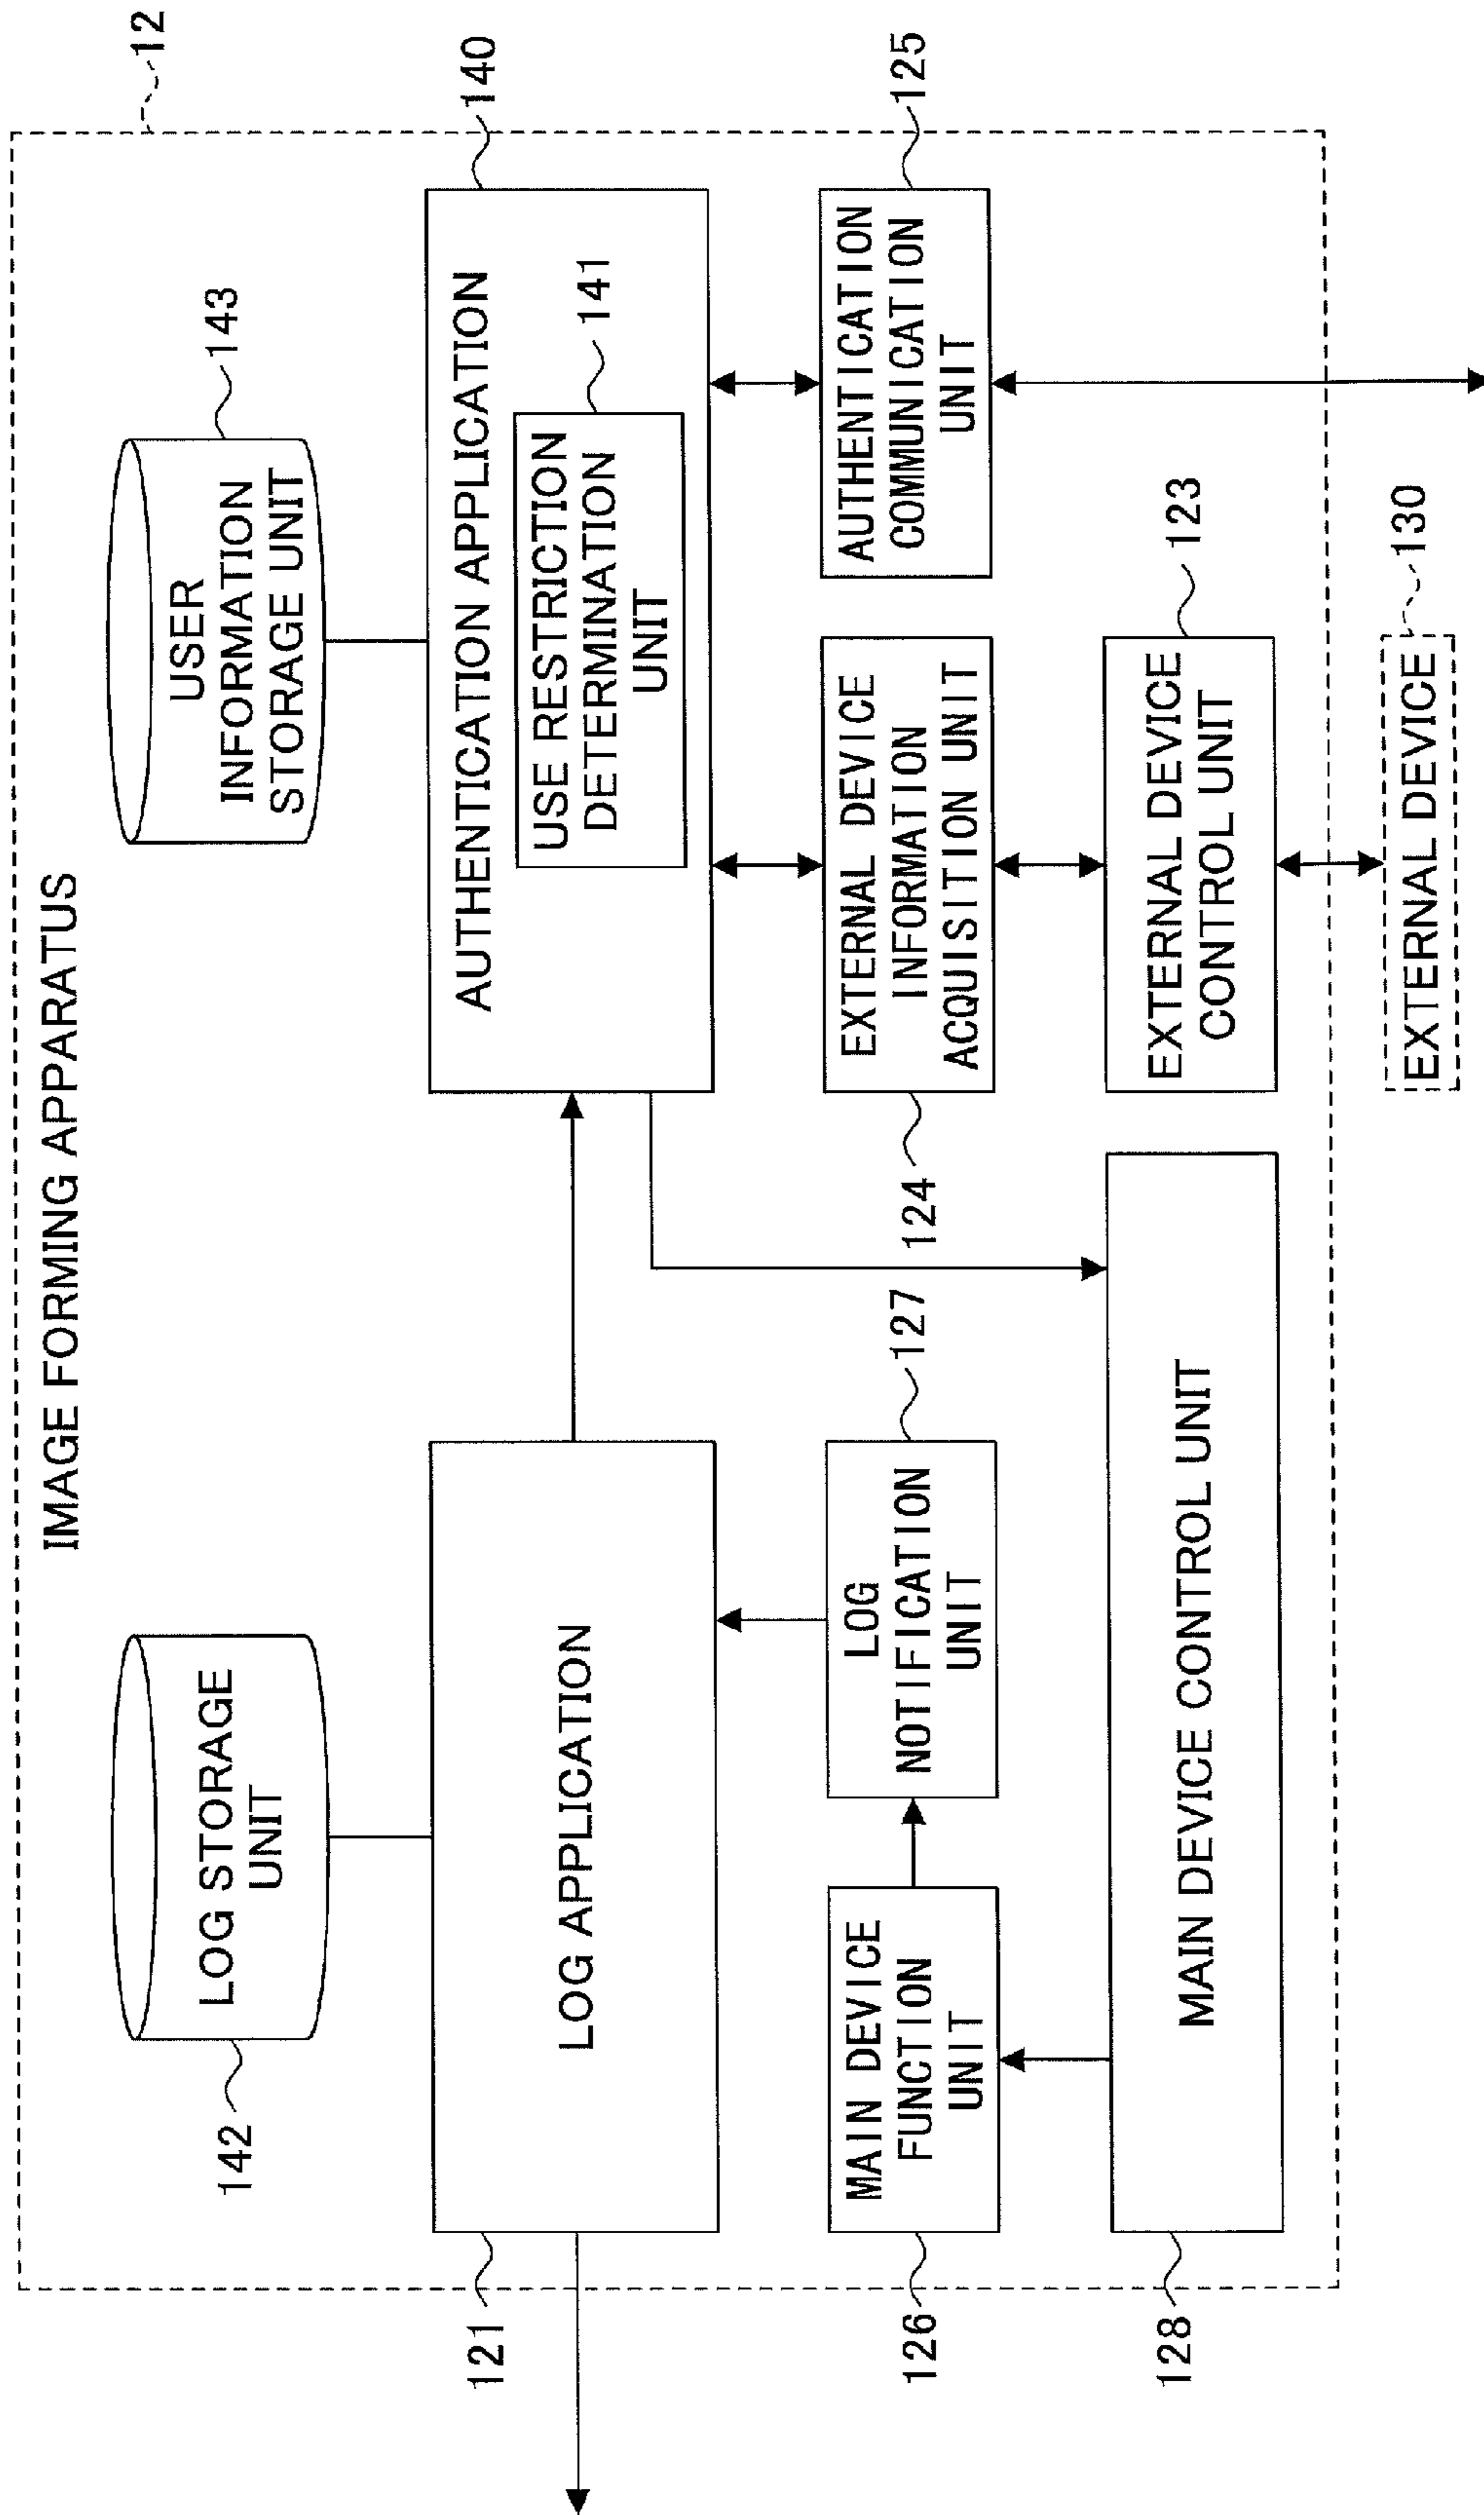 IMAGE FORMING APPARATUS
12
142
LOG STORAGE
UNIT
USER
INFORMATION
STORAGE UNIT
143
121
LOG APPLICATION
AUTHENTICATION APPLICATION
140
USE RESTRICTION
DETERMINATION
UNIT
141
126
MAIN DEVICE
FUNCTION
UNIT
LOG
NOTIFICATION
UNIT
127
124
EXTERNAL DEVICE
INFORMATION
ACQUISITION UNIT
AUTHENTICATION
COMMUNICATION
UNIT
125
128
MAIN DEVICE CONTROL UNIT
EXTERNAL DEVICE
CONTROL UNIT
123
EXTERNAL DEVICE
130